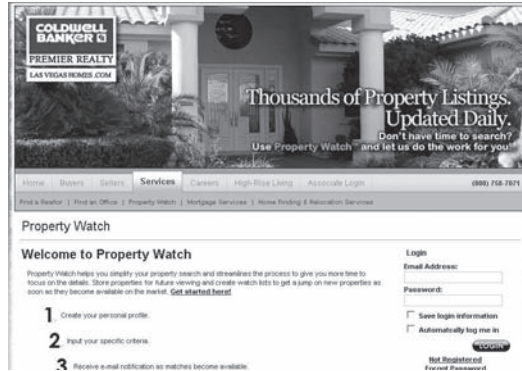 COLDWELL
BANKER
PREMIER REALTY
LAS VEGAS HOMES.COM
Thousands of Property Listings.
Updated Daily.
Don't have time to search?
Use Property Watch™ and let us do the work for you!
Home Buyers Sellers Services Careers High-Rise Living Associate Login (800) 758-7071
Find a Realtor | Find an Office | Property Watch | Mortgage Services | Home Finding & Relocation Services
Property Watch
Welcome to Property Watch
Property Watch helps you simplify your property search and streamlines the process to give you more time to
focus on the details. Store properties for future viewing and create watch lists to get a jump on new properties as
soon as they become available on the market. Get started here!
1 Create your personal profile.
2 Input your specific criteria.
3 Receive e-mail notification as matches become available.
Login
Email Address:
Password:
Save login information
Automatically log me in
LOGIN
Not Registered
Forgot Password